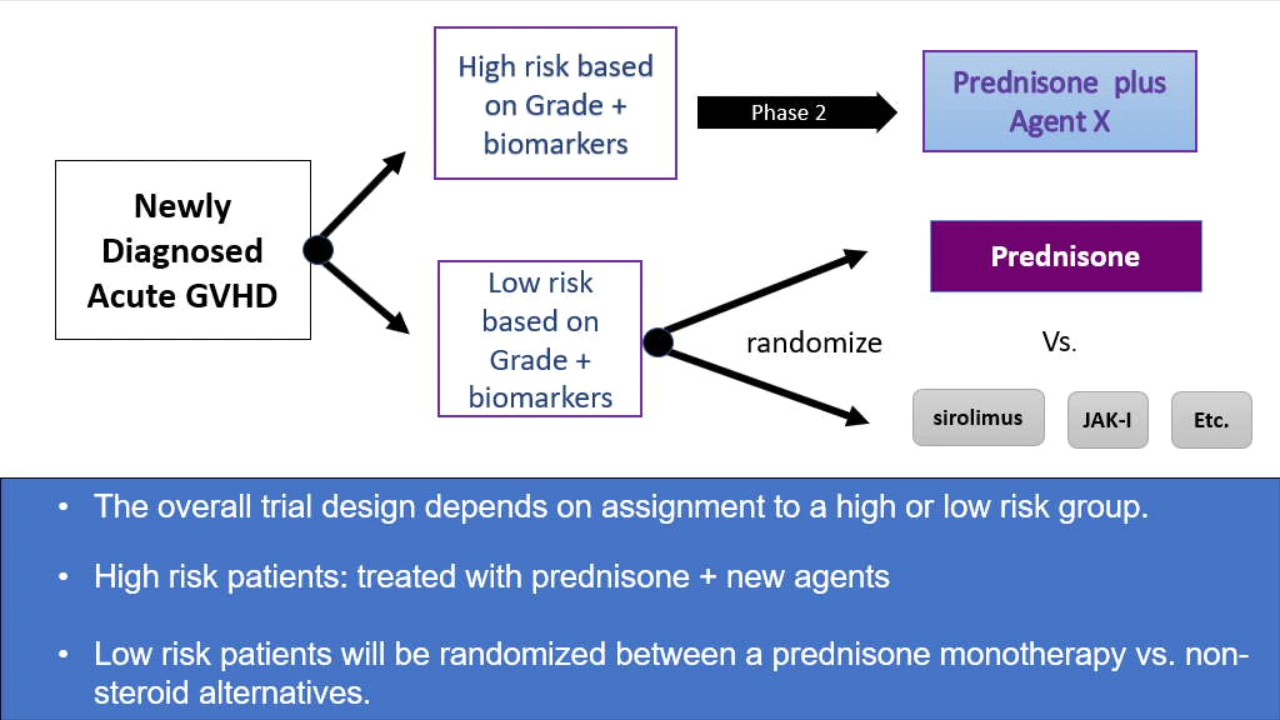 High risk based
on Grade +
biomarkers
Phase 2
Prednisone plus
Agent X
Newly
Diagnosed
Acute GVHD
Low risk
based on
Grade +
biomarkers
randomize
Prednisone
Vs.
sirolimus
JAK-I
Etc.
• The overall trial design depends on assignment to a high or low risk group.
• High risk patients: treated with prednisone + new agents
• Low risk patients will be randomized between a prednisone monotherapy vs. non-
steroid alternatives.